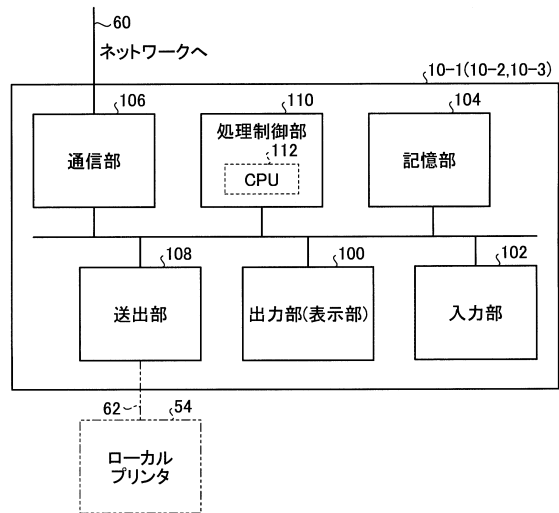 60
ネットワークへ
10-1(10-2,10-3)
106
通信部
110
処理制御部
112
CPU
104
記憶部
108
送出部
100
出力部(表示部)
102
入力部
62
54
ローカル
プリンタ